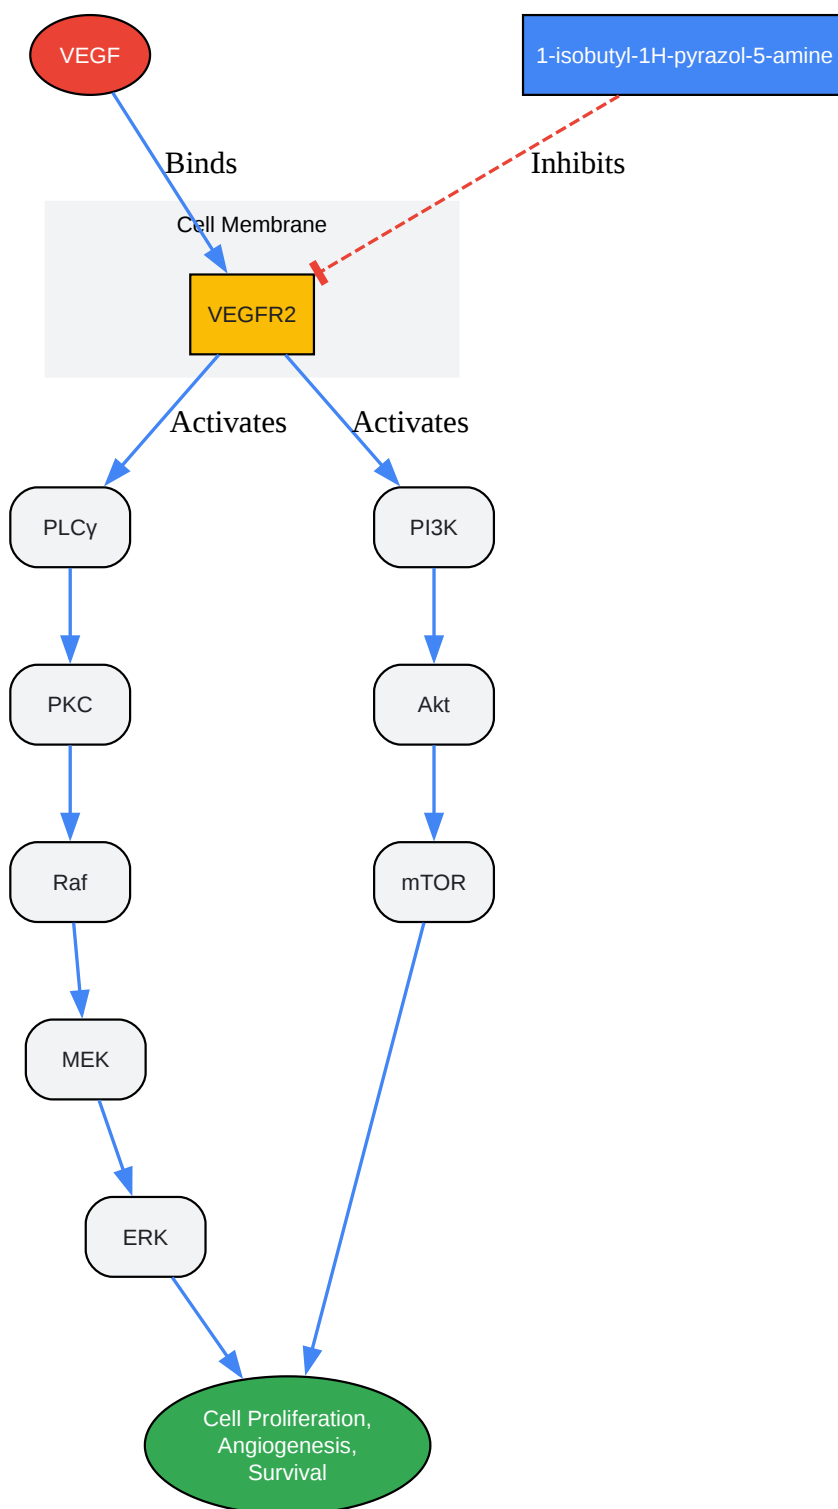 VEGF
1-isobutyl-1H-pyrazol-5-amine
Binds
Inhibits
Cell Membrane
VEGFR2
Activates
Activates
PLCγ
PI3K
PKC
Akt
Raf
mTOR
MEK
ERK
Cell Proliferation,
Angiogenesis,
Survival